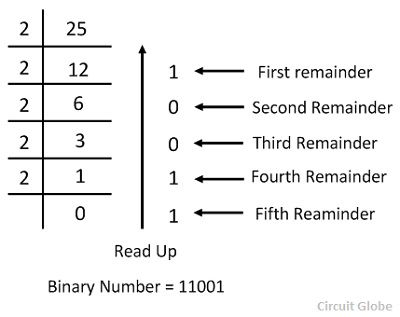 2 25
2 12 1 First remainder
2 6 0 Second Remainder
2 3 0 Third Remainder
2 1 1 Fourth Remainder
0 1 Fifth Reaminder
Read Up
Binary Number = 11001
Circuit Globe